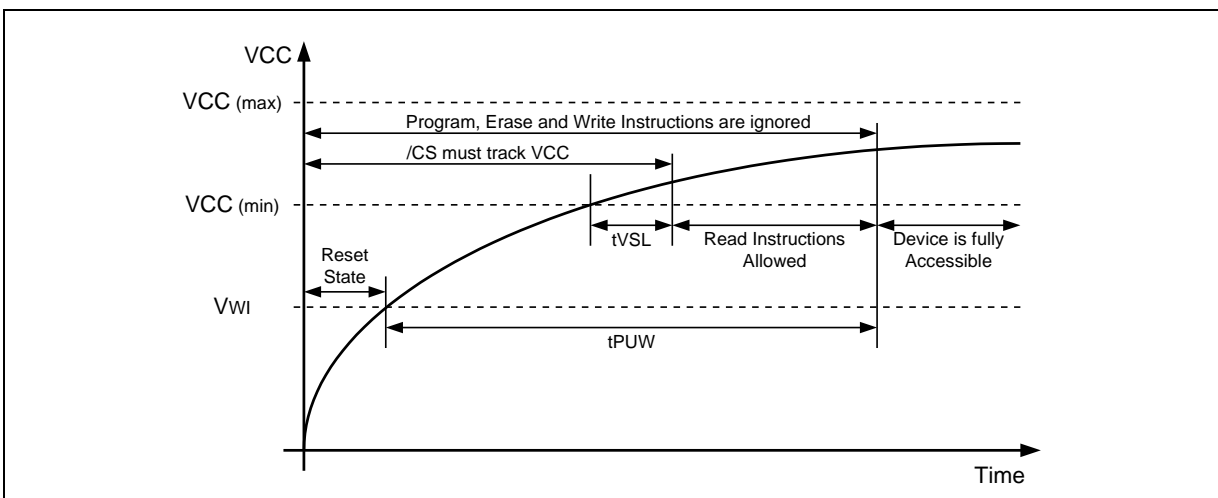 VCC
VCC (max)
Program, Erase and Write Instructions are ignored
/CS must track VCC
VCC (min)
tVSL
Read Instructions
Allowed
Device is fully
Accessible
Reset
State
VWI
tPUW
Time